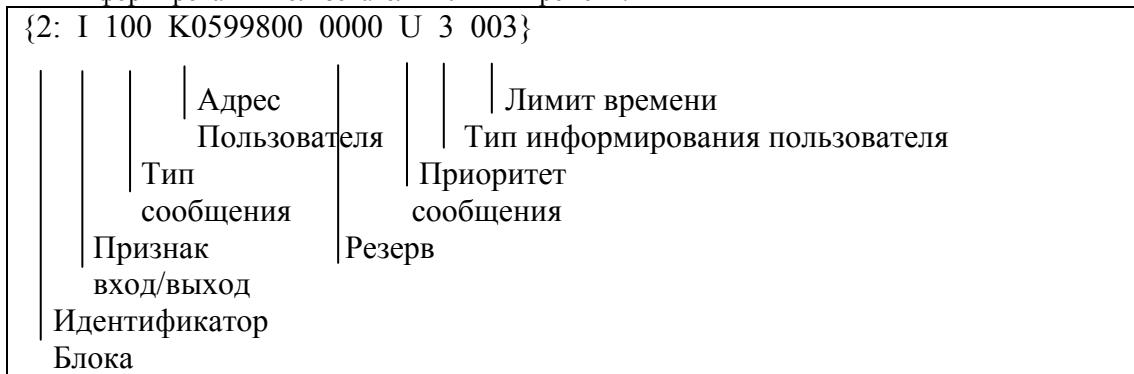 {2: I 100 K0599800 0000 U 3 003}
Адрес Лимит времени
Пользователя Тип информирования пользователя
Тип Приоритет
сообщения сообщения
Признак Резерв
вход/выход
Идентификатор
Блока